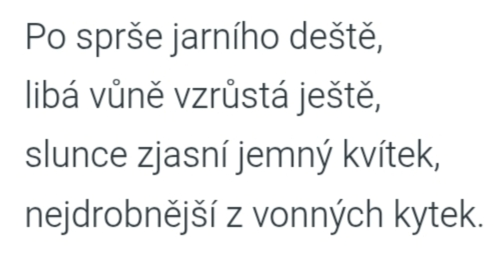 Po sprše jarního deště,
libá vůně vzrůstá ještě,
slunce zjasní jemný kvítek,
nejdrobnější z vonných kytek.